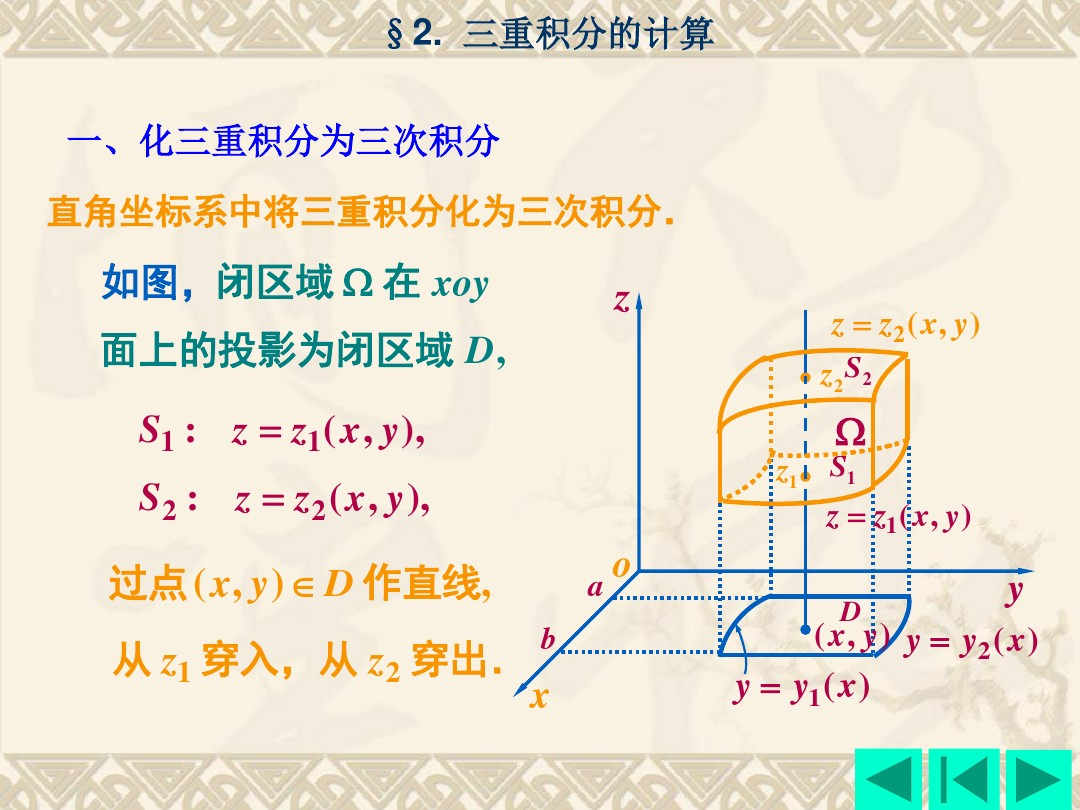 §2. 三重积分的计算
一、化三重积分为三次积分
直角坐标系中将三重积分化为三次积分.
如图，闭区域 Ω 在 xoy
面上的投影为闭区域 D,
S₁: z = z₁(x, y),
S₂: z = z₂(x, y),
过点 (x, y) ∈ D 作直线,
从 z₁ 穿入，从 z₂ 穿出.
z
z = z₂(x, y)
z₂ S₂
Ω
z₁ S₁
z = z₁(x, y)
o
a
y
D
b
(x, y) y = y₂(x)
x
y = y₁(x)